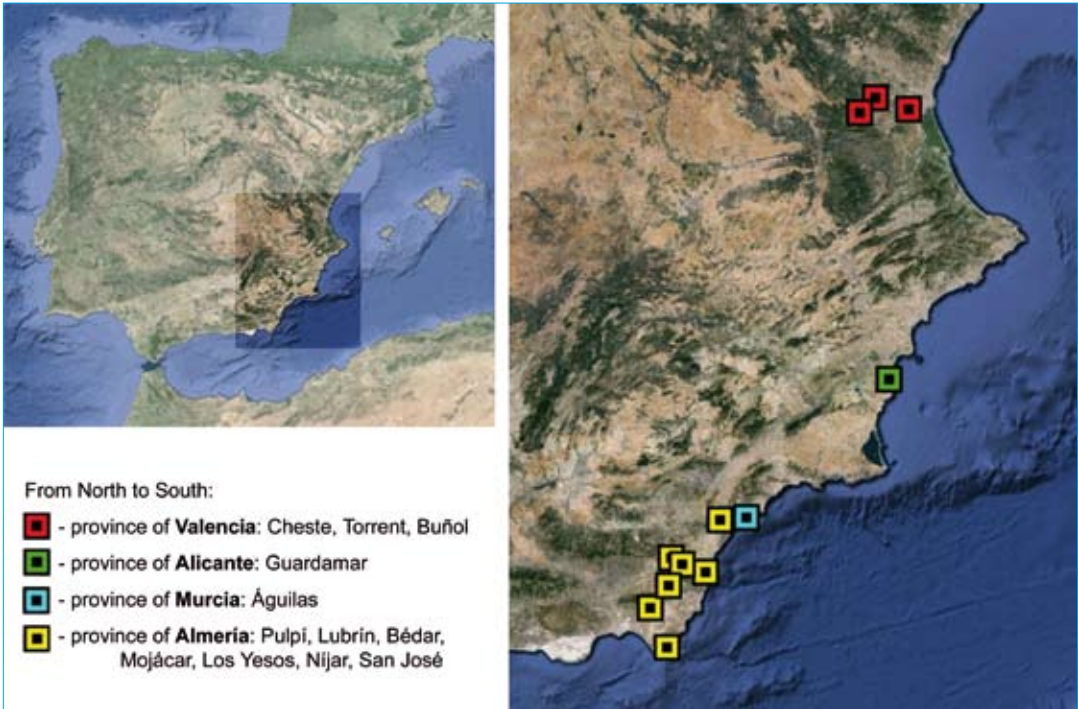 From North to South:
- province of Valencia: Cheste, Torrent, Buñol
- province of Alicante: Guardamar
- province of Murcia: Águilas
- province of Almería: Pulpí, Lubrín, Bédar,
Mojácar, Los Yesos, Níjar, San José